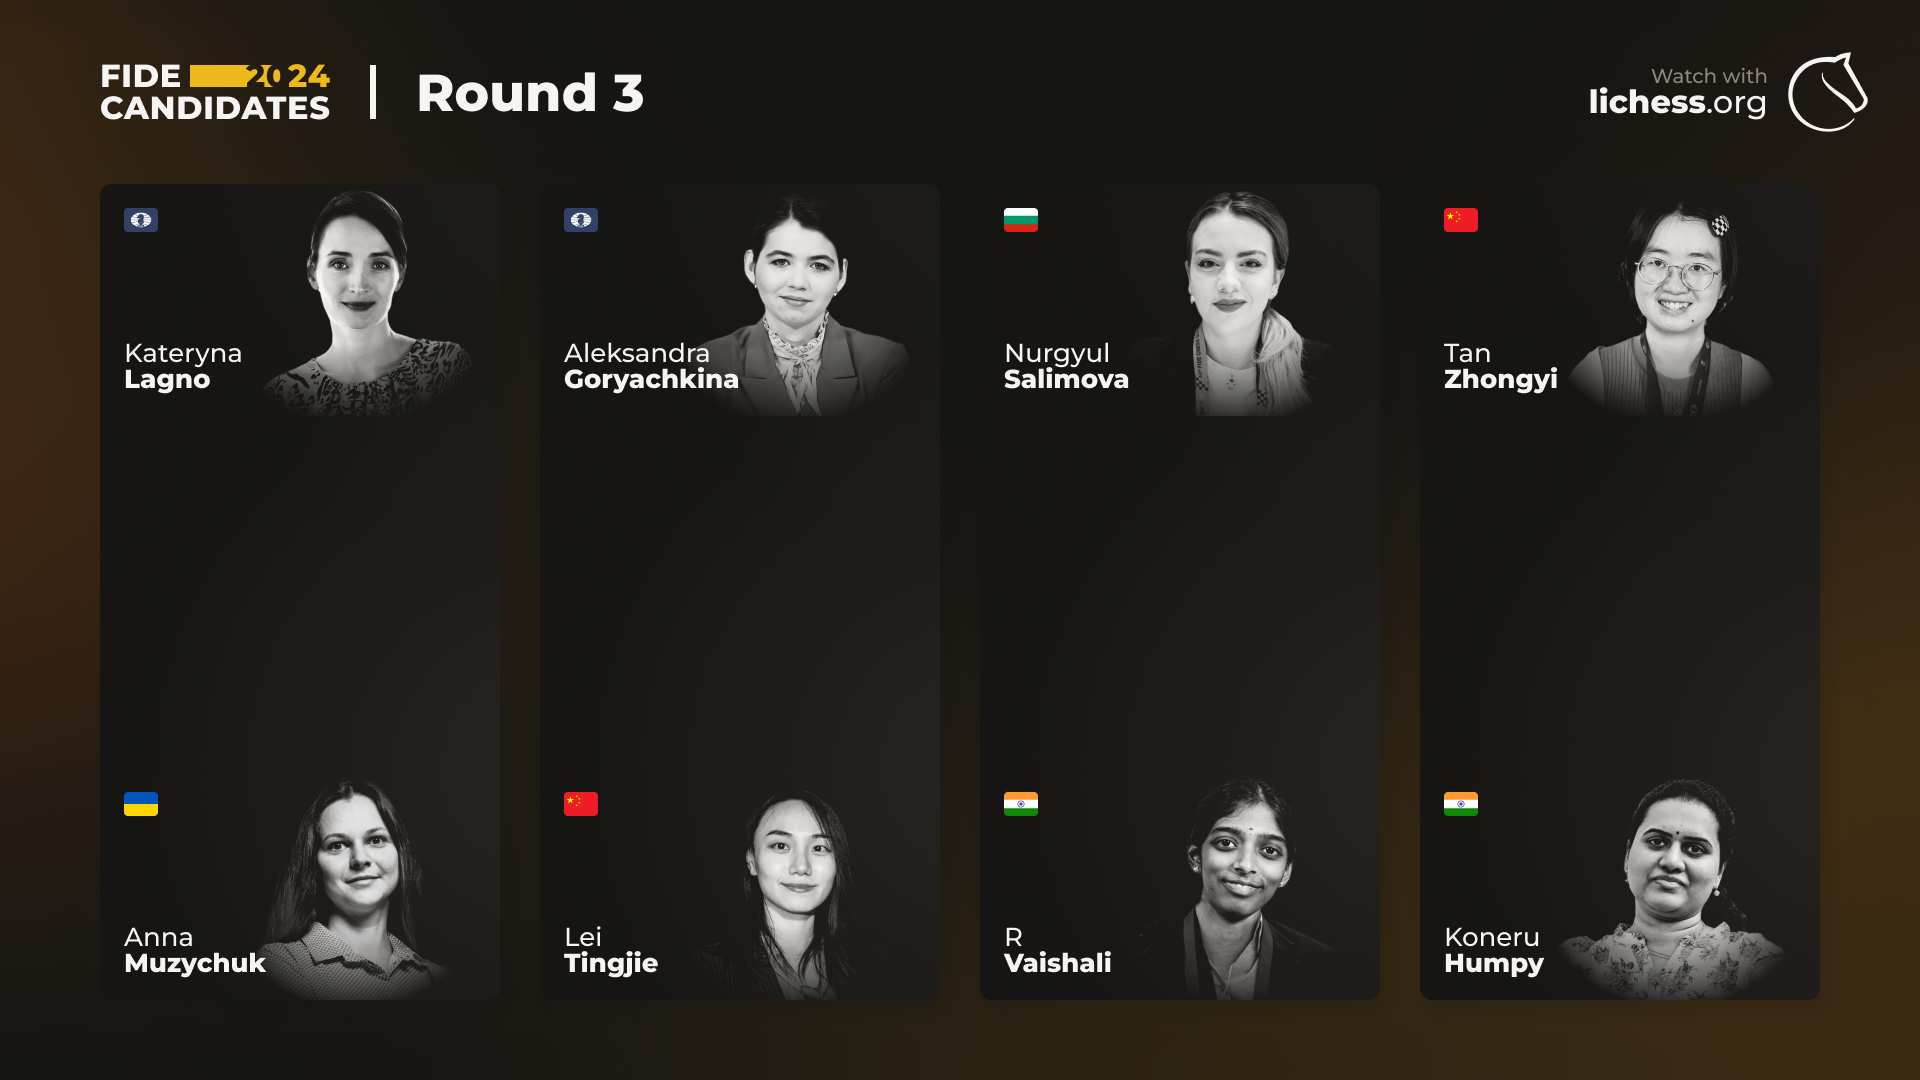 FIDE 2024
CANDIDATES
Round 3
Watch with
lichess.org
Kateryna
Lagno
Aleksandra
Goryachkina
Nurgyul
Salimova
Tan
Zhongyi
Anna
Muzychuk
Lei
Tingjie
R
Vaishali
Koneru
Humpy